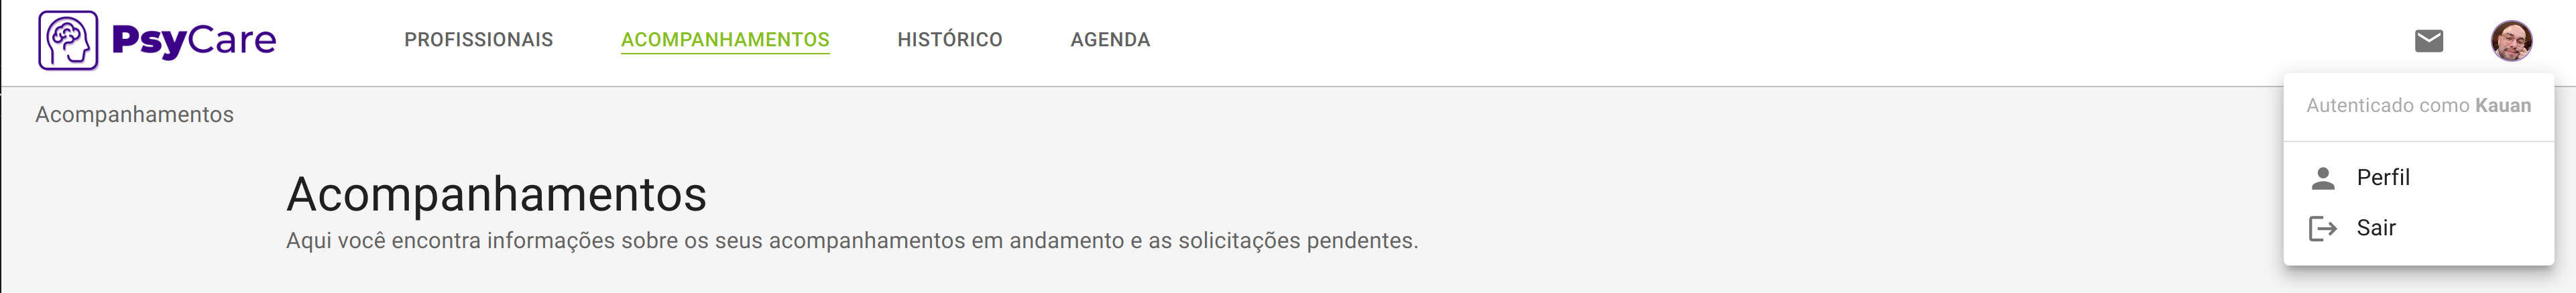 PsyCare
PROFISSIONAIS
ACOMPANHAMENTOS
HISTÓRICO
AGENDA
Autenticado como Kauan
Perfil
Sair
Acompanhamentos
Acompanhamentos
Aqui você encontra informações sobre os seus acompanhamentos em andamento e as solicitações pendentes.